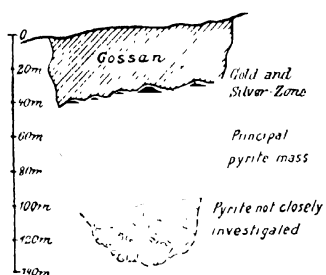 0
Gossan
20m
Gold and
Silver-Zone
40m
60m
Principal
pyrite mass
80m
100m
Pyrite not closely
investigated
120m
140m